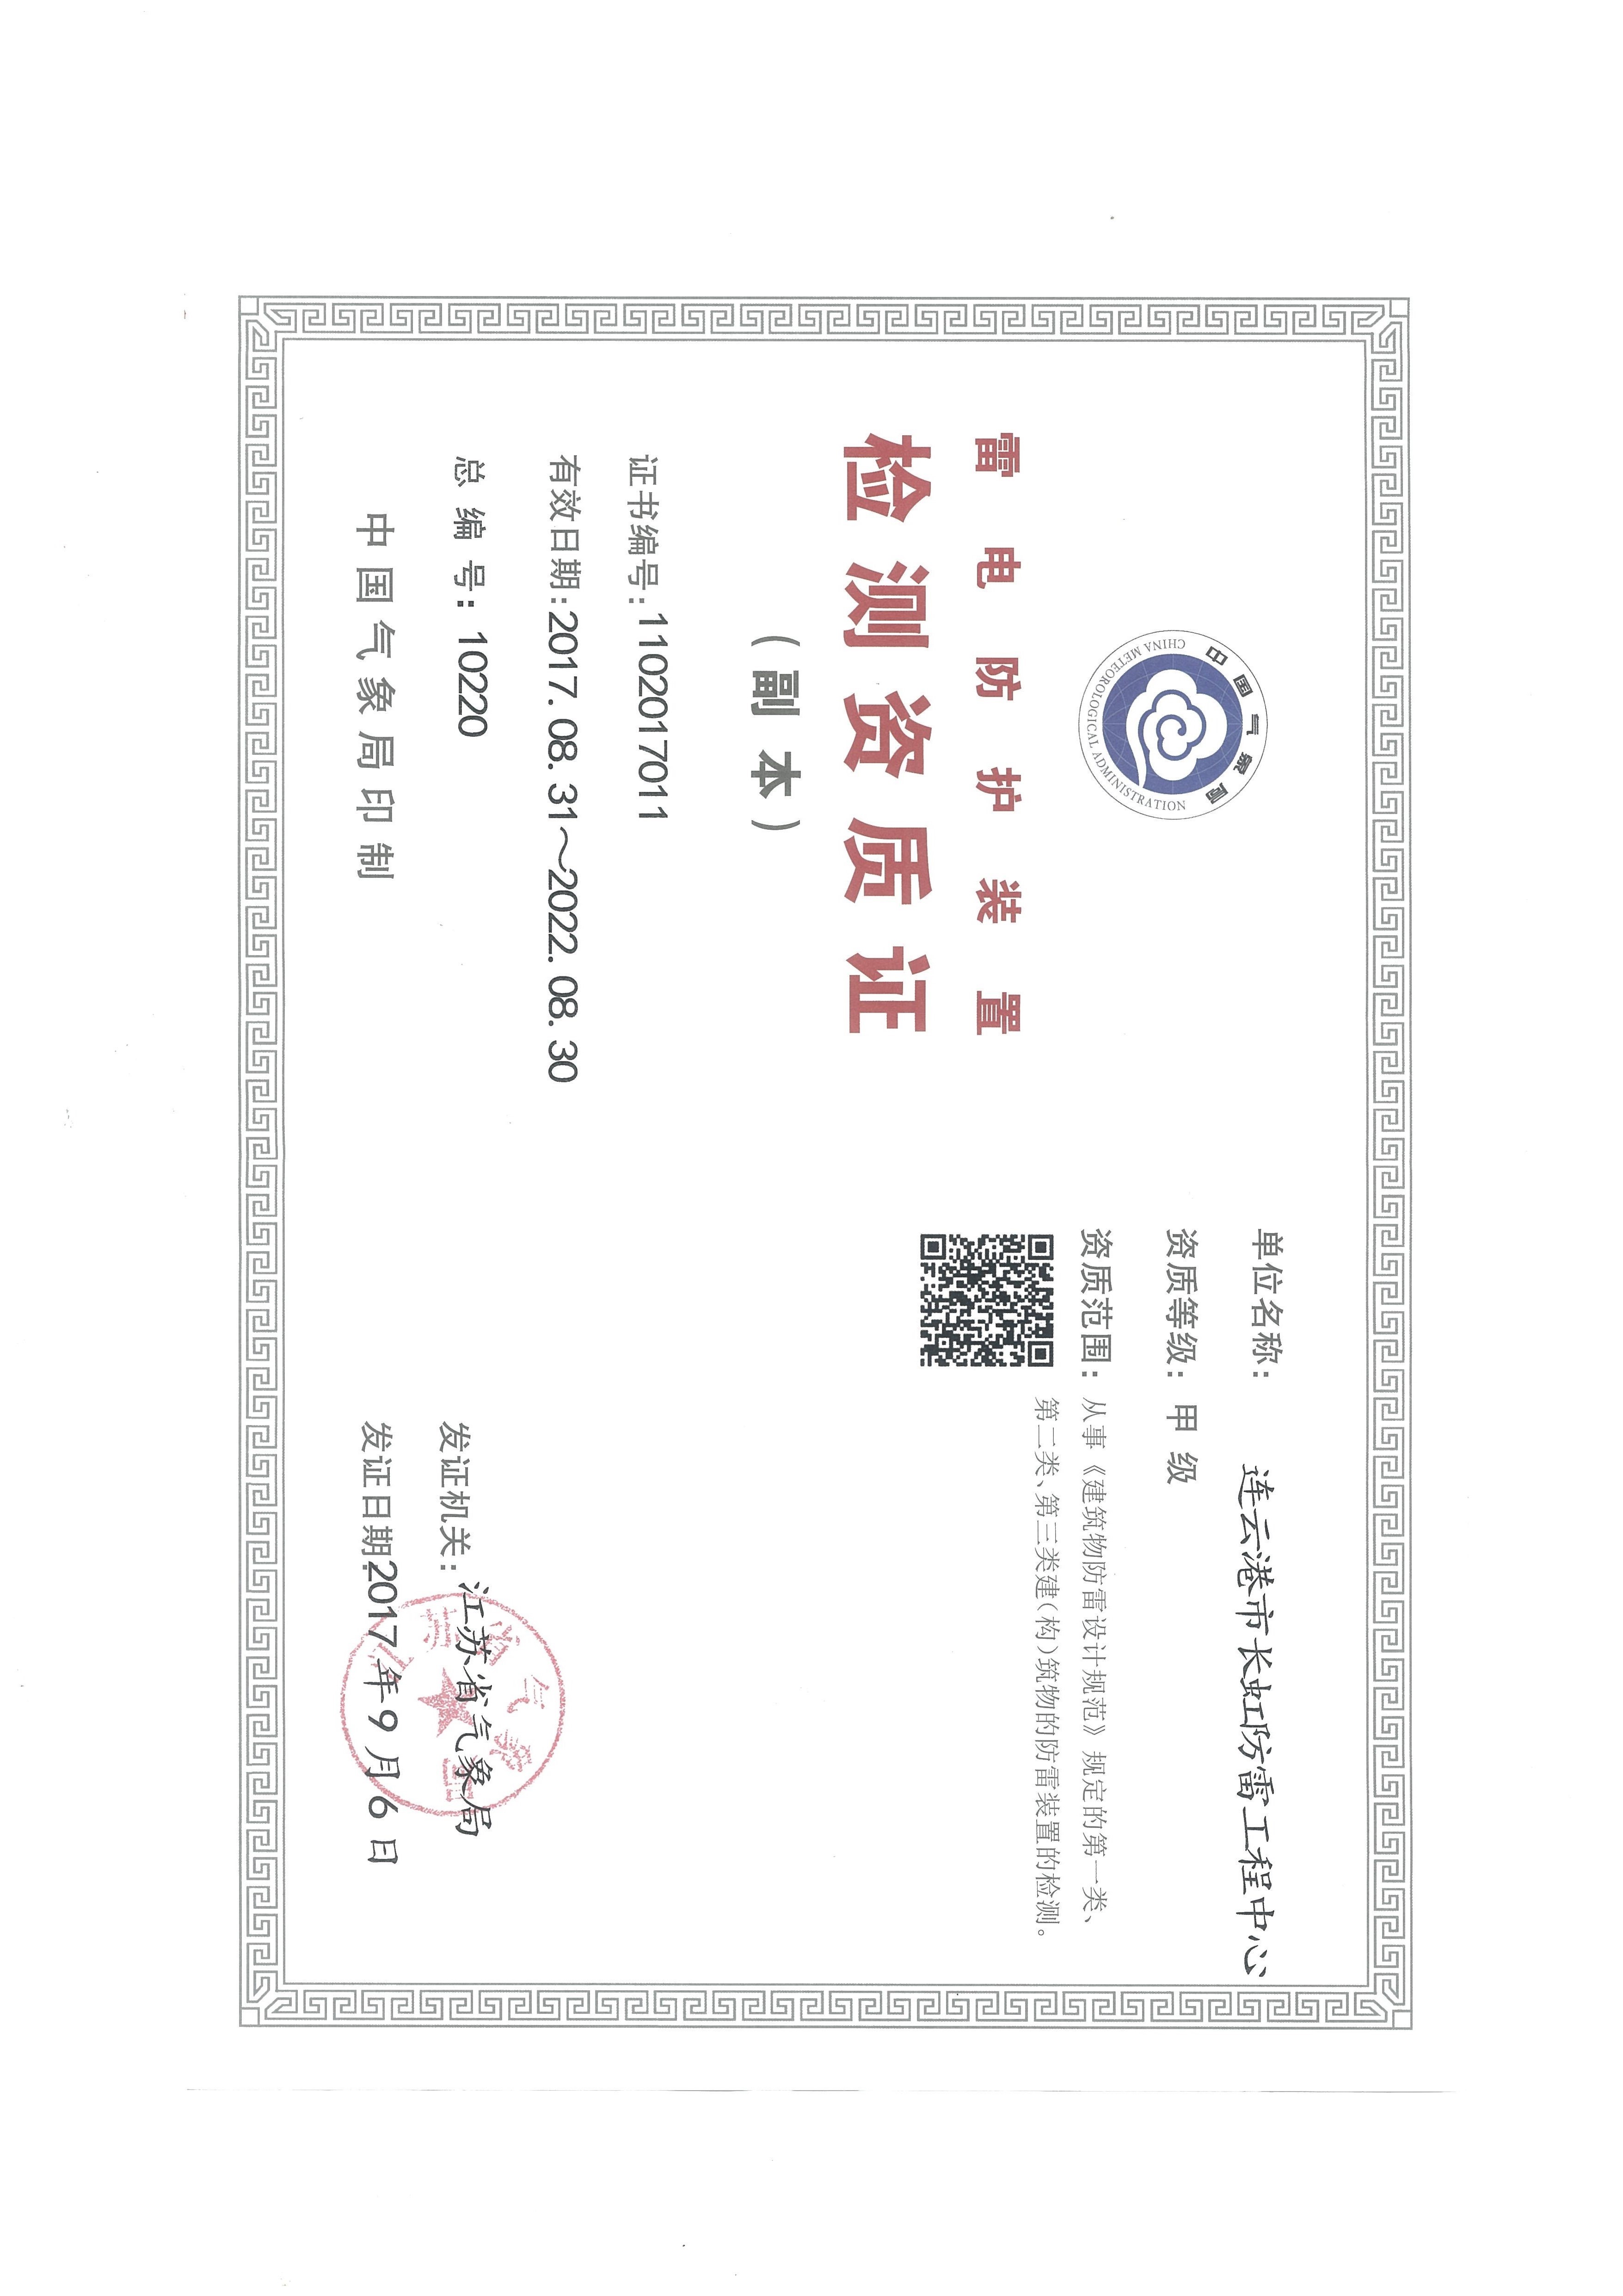 中国气象局
CHINA METEOROLOGICAL ADMINISTRATION
雷电防护装置
检测资质证
（副本）
证书编号：1102017011
有效日期：2017.08.31～2022.08.30
总编号：10220
中国气象局印制
单位名称：连云港市长虹防雷工程中心
资质等级：甲级
资质范围：从事《建筑物防雷设计规范》规定的第一类、
第二类、第三类建（构）筑物的防雷装置的检测。
发证机关：江苏省气象局
发证日期：2017年9月6日